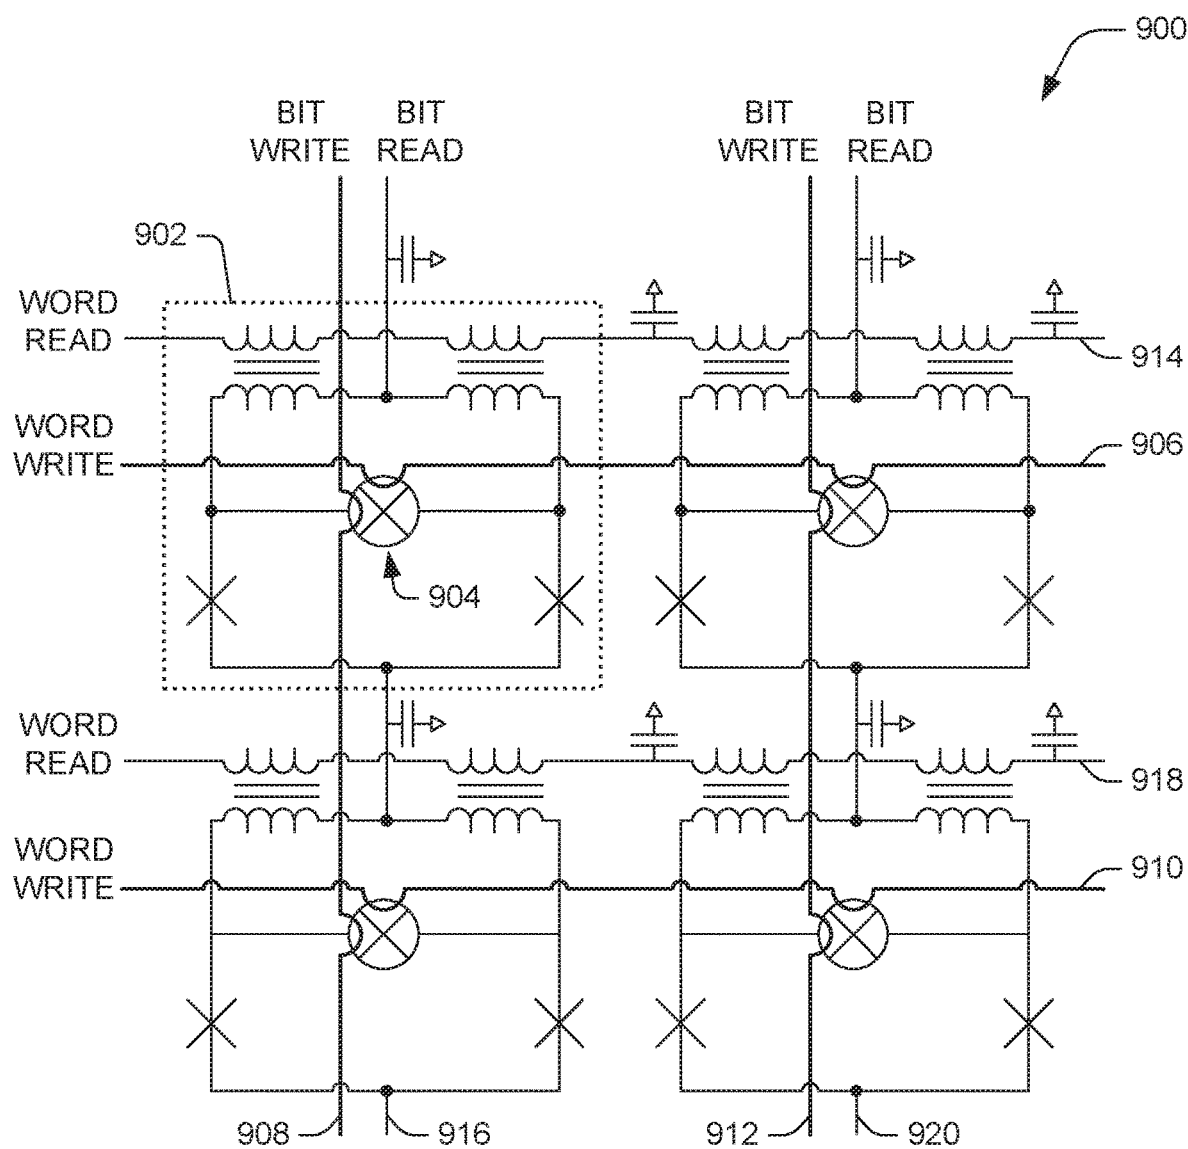 900
BIT BIT BIT BIT
WRITE READ WRITE READ
902
WORD
READ
914
WORD
WRITE
906
904
WORD
READ
918
WORD
WRITE
910
908 916 912 920